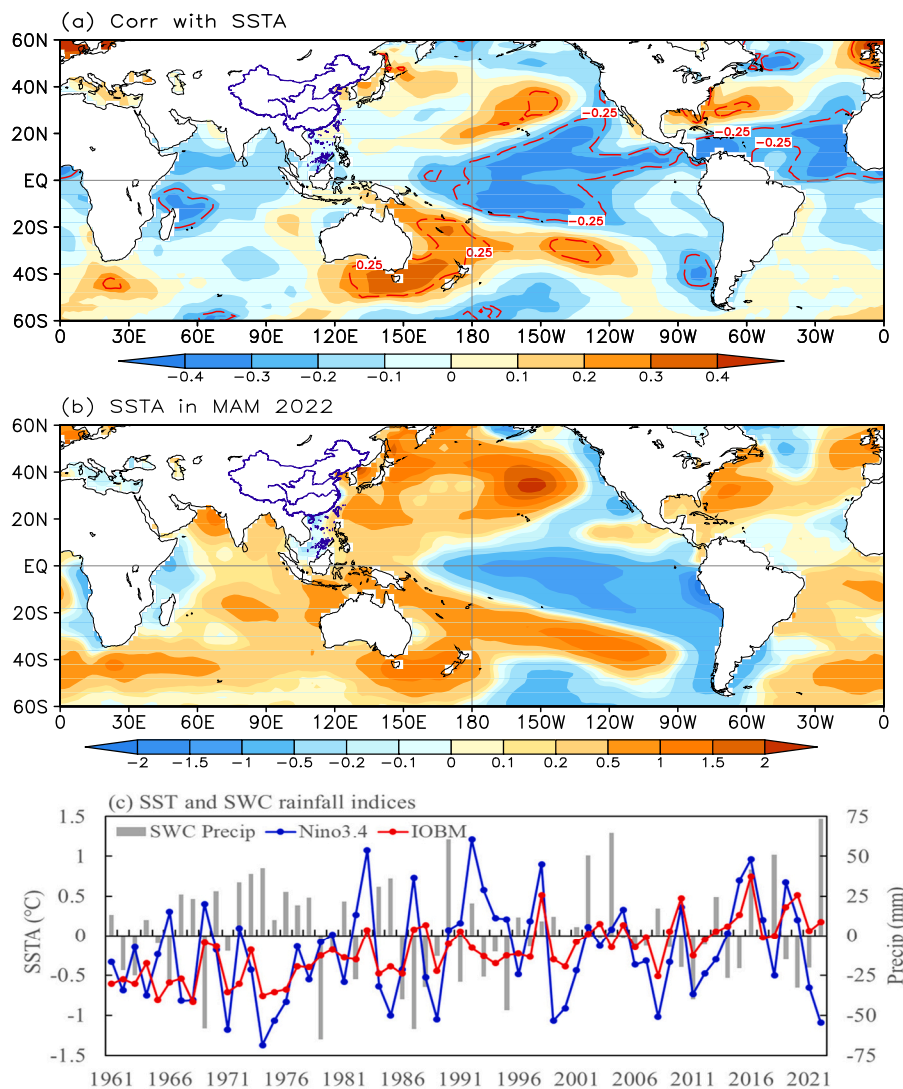 (a) Corr with SSTA
60N
40N
20N
EQ
20S
40S
60S
-0.25
-0.25
-0.25
-0.25
0.25
0.25
0 30E 60E 90E 120E 150E 180 150W 120W 90W 60W 30W 0
-0.4 -0.3 -0.2 -0.1 0 0.1 0.2 0.3 0.4
(b) SSTA in MAM 2022
60N
40N
20N
EQ
20S
40S
60S
0 30E 60E 90E 120E 150E 180 150W 120W 90W 60W 30W 0
-2 -1.5 -1 -0.5 -0.2 -0.1 0 0.1 0.2 0.5 1 1.5 2
(c) SST and SWC rainfall indices
SWC Precip Nino3.4 IOBM
1.5 75
1 50
0.5 25
0 0
-0.5 -25
-1 -50
-1.5 -75
SSTA (°C)
Precip (mm)
1961 1966 1971 1976 1981 1986 1991 1996 2001 2006 2011 2016 2021